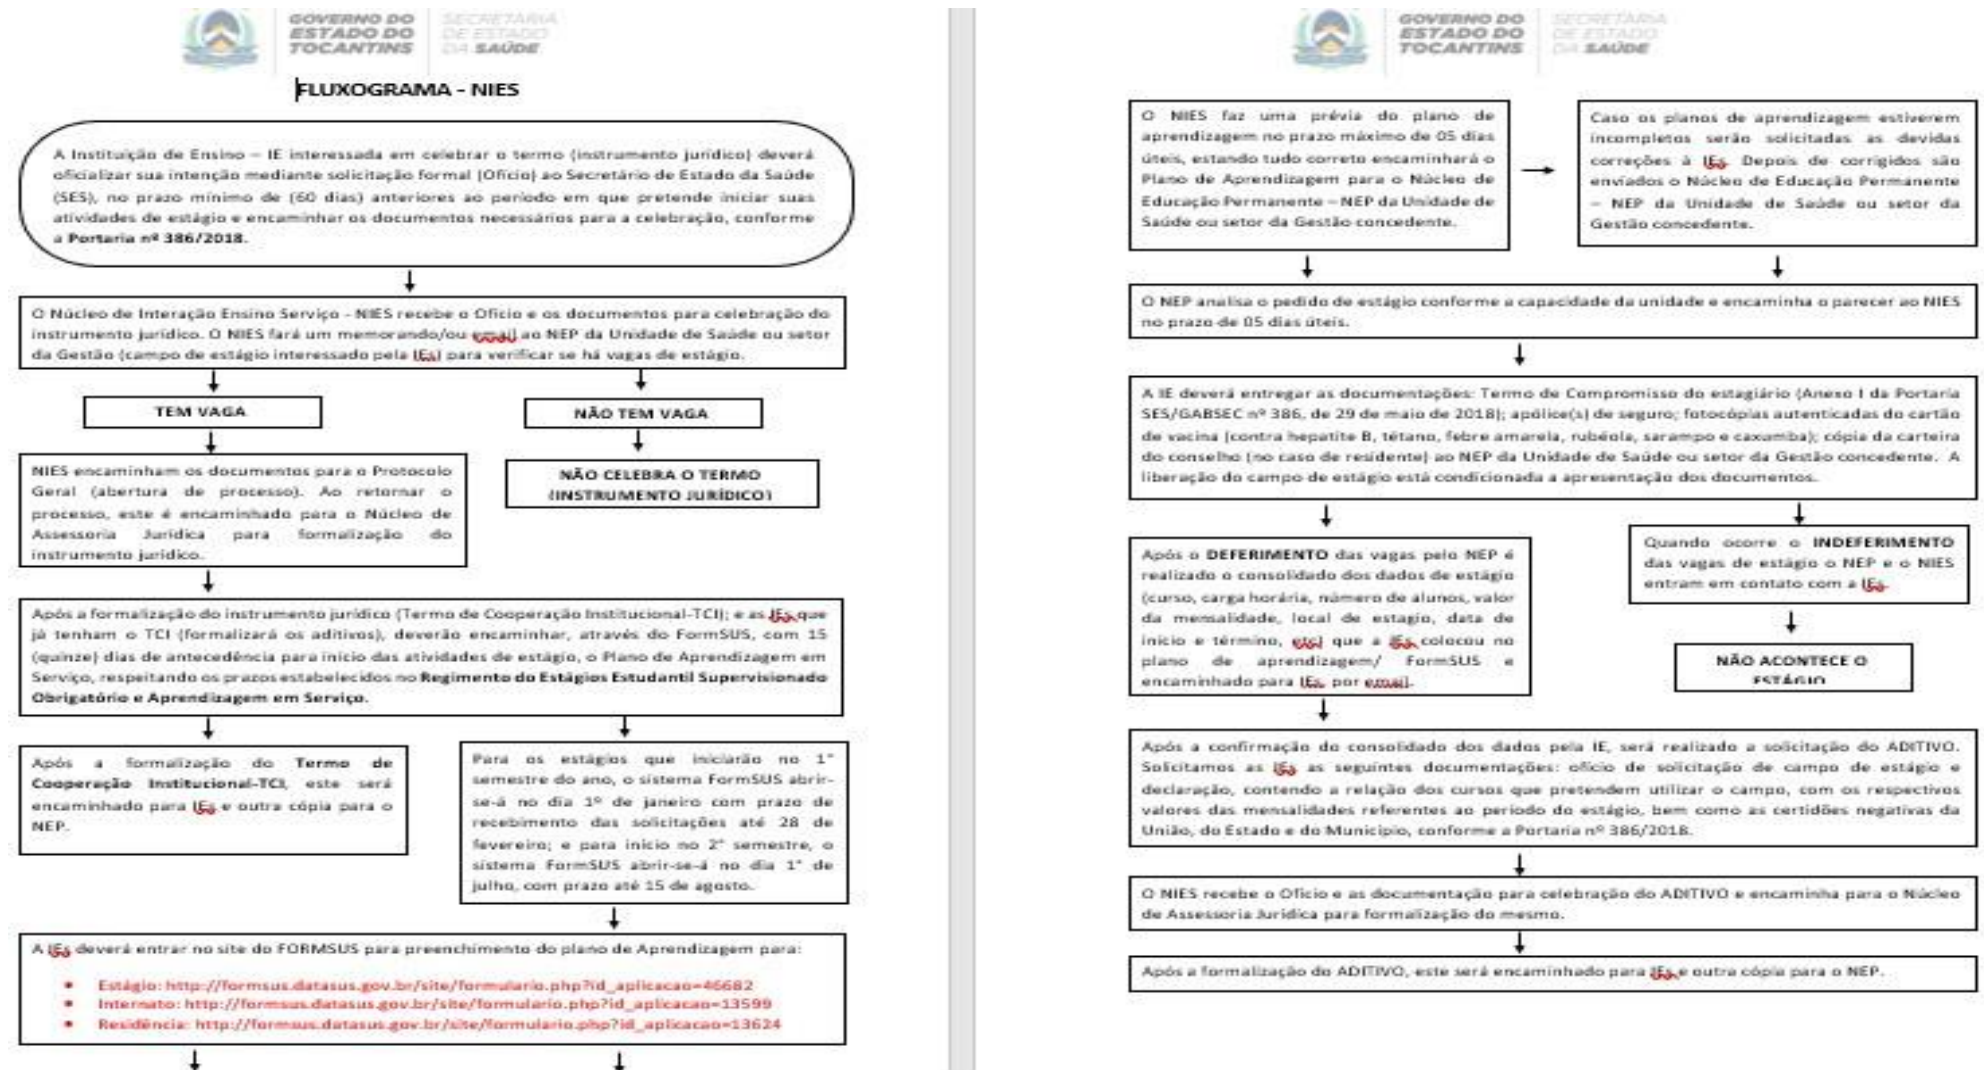 GOVERNO DO
ESTADO DO
TOCANTINS
SECRETARIA
DE ESTADO
DA SAÚDE
FLUXOGRAMA - NIES
A Instituição de Ensino – IE interessada em celebrar o termo (instrumento jurídico) deverá
oficializar sua intenção mediante solicitação formal (Ofício) ao Secretário de Estado da Saúde
(SES), no prazo mínimo de (60 dias) anteriores ao período em que pretende iniciar suas
atividades de estágio e encaminhar os documentos necessários para a celebração, conforme
a Portaria nº 386/2018.
O Núcleo de Interação Ensino Serviço - NIES recebe o Ofício e os documentos para celebração do
instrumento jurídico. O NIES fará um memorando/ou email ao NEP da Unidade de Saúde ou setor
da Gestão (campo de estágio interessado pela IEs) para verificar se há vagas de estágio.
TEM VAGA
NÃO TEM VAGA
NIES encaminham os documentos para o Protocolo
Geral (abertura de processo). Ao retornar o
processo, este é encaminhado para o Núcleo de
Assessoria Jurídica para formalização do
instrumento jurídico.
NÃO CELEBRA O TERMO
(INSTRUMENTO JURÍDICO)
Após a formalização do instrumento jurídico (Termo de Cooperação Institucional-TCI); e as IEs que
já tenham o TCI (formalizará os aditivos), deverão encaminhar, através do FormSUS, com 15
(quinze) dias de antecedência para início das atividades de estágio, o Plano de Aprendizagem em
Serviço, respeitando os prazos estabelecidos no Regimento do Estágios Estudantil Supervisionado
Obrigatório e Aprendizagem em Serviço.
Após a formalização do Termo de
Cooperação Institucional-TCI, este será
encaminhado para IEs e outra cópia para o
NEP.
Para os estágios que iniciarão no 1°
semestre do ano, o sistema FormSUS abrir-
se-á no dia 1º de janeiro com prazo de
recebimento das solicitações até 28 de
fevereiro; e para início no 2° semestre, o
sistema FormSUS abrir-se-á no dia 1° de
julho, com prazo até 15 de agosto.
A IEs deverá entrar no site do FORMSUS para preenchimento do plano de Aprendizagem para:
• Estágio: http://formsus.datasus.gov.br/site/formulario.php?id_aplicacao=46682
• Internato: http://formsus.datasus.gov.br/site/formulario.php?id_aplicacao=13599
• Residência: http://formsus.datasus.gov.br/site/formulario.php?id_aplicacao=13624
GOVERNO DO
ESTADO DO
TOCANTINS
SECRETARIA
DE ESTADO
DA SAÚDE
O NIES faz uma prévia do plano de
aprendizagem no prazo máximo de 05 dias
úteis, estando tudo correto encaminhará o
Plano de Aprendizagem para o Núcleo de
Educação Permanente – NEP da Unidade de
Saúde ou setor da Gestão concedente.
Caso os planos de aprendizagem estiverem
incompletos serão solicitadas as devidas
correções à IEs. Depois de corrigidos são
enviados o Núcleo de Educação Permanente
– NEP da Unidade de Saúde ou setor da
Gestão concedente.
O NEP analisa o pedido de estágio conforme a capacidade da unidade e encaminha o parecer ao NIES
no prazo de 05 dias úteis.
A IE deverá entregar as documentações: Termo de Compromisso do estagiário (Anexo I da Portaria
SES/GABSEC nº 386, de 29 de maio de 2018); apólice(s) de seguro; fotocópias autenticadas do cartão
de vacina (contra hepatite B, tétano, febre amarela, rubéola, sarampo e caxumba); cópia da carteira
do conselho (no caso de residente) ao NEP da Unidade de Saúde ou setor da Gestão concedente. A
liberação do campo de estágio está condicionada a apresentação dos documentos.
Após o DEFERIMENTO das vagas pelo NEP é
realizado o consolidado dos dados de estágio
(curso, carga horária, número de alunos, valor
da mensalidade, local de estagio, data de
início e término, etc) que a IEs colocou no
plano de aprendizagem/ FormSUS e
encaminhado para IEs por email.
Quando ocorre o INDEFERIMENTO
das vagas de estágio o NEP e o NIES
entram em contato com a IEs.
NÃO ACONTECE O
ESTÁGIO
Após a confirmação do consolidado dos dados pela IE, será realizado a solicitação do ADITIVO.
Solicitamos as IEs as seguintes documentações: ofício de solicitação de campo de estágio e
declaração, contendo a relação dos cursos que pretendem utilizar o campo, com os respectivos
valores das mensalidades referentes ao período do estágio, bem como as certidões negativas da
União, do Estado e do Município, conforme a Portaria nº 386/2018.
O NIES recebe o Ofício e as documentação para celebração do ADITIVO e encaminha para o Núcleo
de Assessoria Jurídica para formalização do mesmo.
Após a formalização do ADITIVO, este será encaminhado para IEs e outra cópia para o NEP.